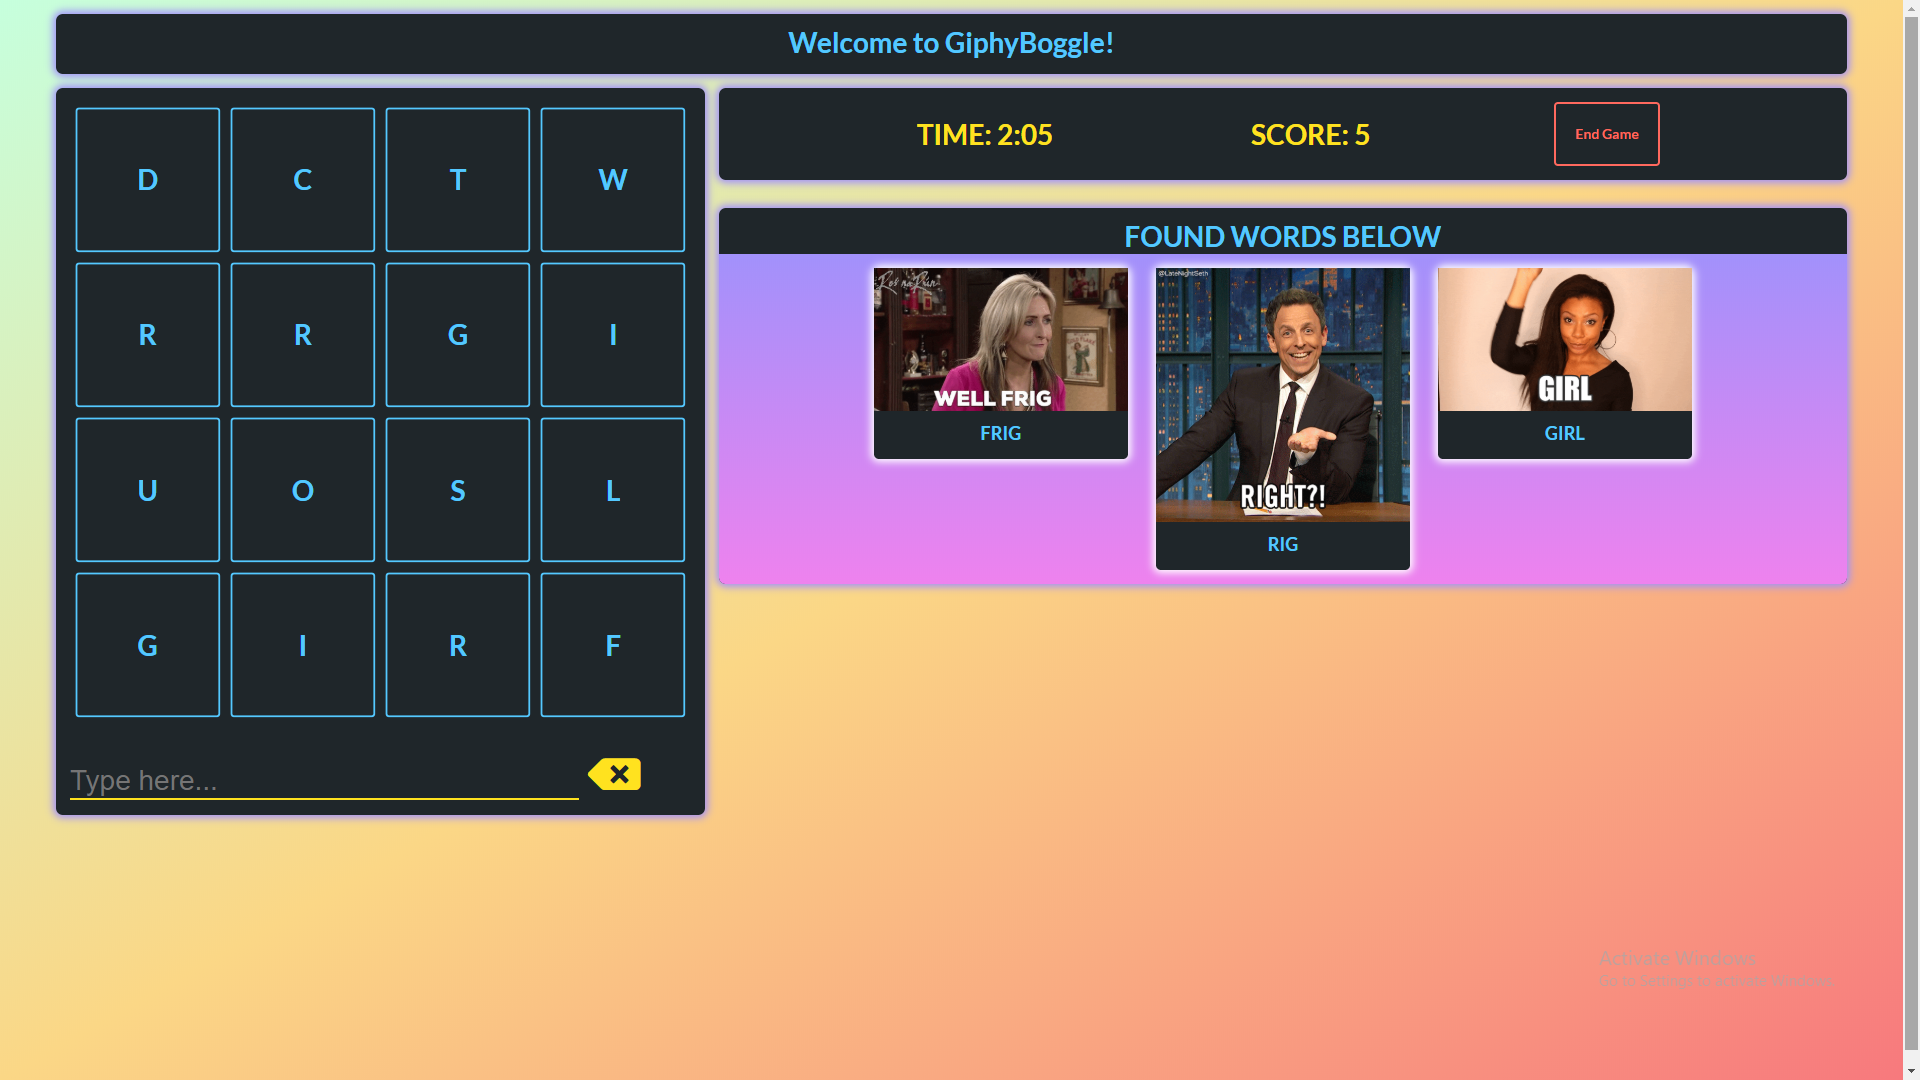 Welcome to GiphyBoggle!
D C T W
R R G I
U O S L
G I R F
Type here...
TIME: 2:05
SCORE: 5
End Game
FOUND WORDS BELOW
Ros na Rún
WELL FRIG
FRIG
@LateNightSeth
RIGHT?!
RIG
GIRL
GIRL
Activate Windows
Go to Settings to activate Windows.